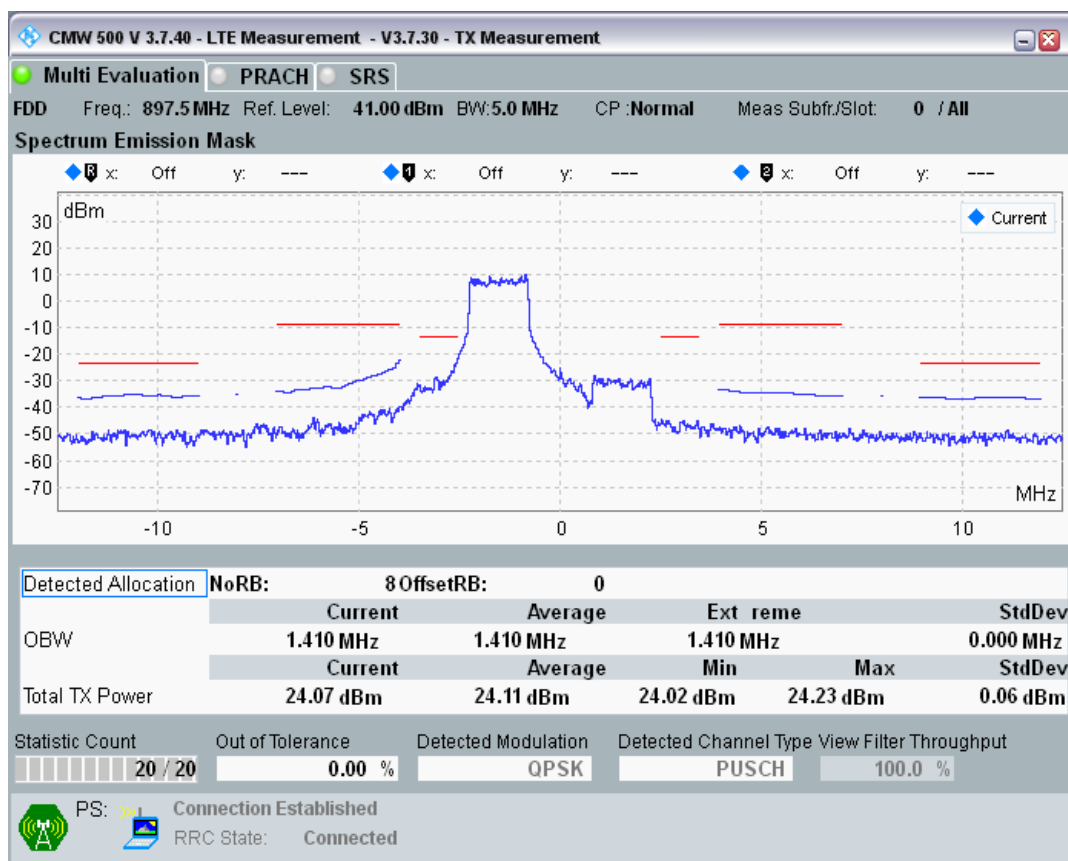 CMW 500 V 3.7.40 - LTE Measurement - V3.7.30 - TX Measurement
Multi Evaluation PRACH SRS
FDD Freq.: 897.5 MHz Ref. Level: 41.00 dBm BW: 5.0 MHz CP : Normal Meas Subfr./Slot: 0 / All
Spectrum Emission Mask
R x: Off y: --- 1 x: Off y: --- 2 x: Off y: ---
dBm
Current
30
20
10
0
-10
-20
-30
-40
-50
-60
-70
MHz
-10 -5 0 5 10
Detected Allocation NoRB: 8 OffsetRB: 0
Current Average Ext reme StdDev
OBW 1.410 MHz 1.410 MHz 1.410 MHz 0.000 MHz
Current Average Min Max StdDev
Total TX Power 24.07 dBm 24.11 dBm 24.02 dBm 24.23 dBm 0.06 dBm
Statistic Count Out of Tolerance Detected Modulation Detected Channel Type View Filter Throughput
20 / 20 0.00 % QPSK PUSCH 100.0 %
PS: Connection Established
RRC State: Connected